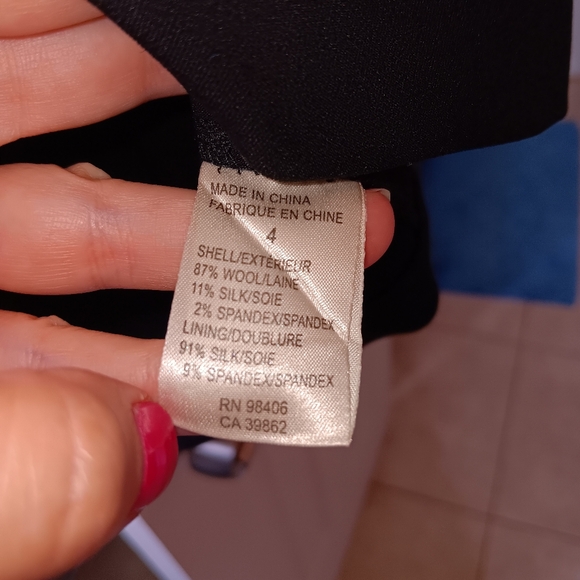 MADE IN CHINA
FABRIQUE EN CHINE
4
SHELL/EXTÉRIEUR
87% WOOL/LAINE
11% SILK/SOIE
2% SPANDEX/SPANDEX
LINING/DOUBLURE
91% SILK/SOIE
9% SPANDEX/SPANDEX
RN 98406
CA 39862